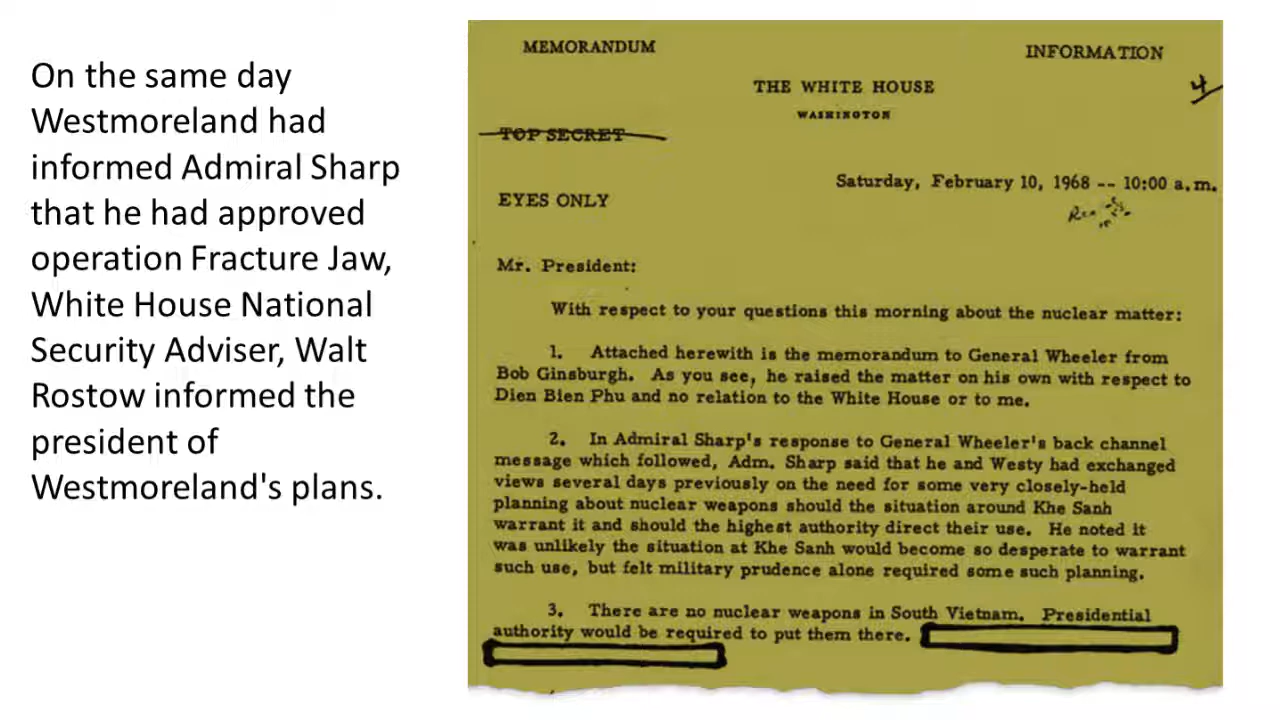 On the same day
Westmoreland had
informed Admiral Sharp
that he had approved
operation Fracture Jaw,
White House National
Security Adviser, Walt
Rostow informed the
president of
Westmoreland's plans.
MEMORANDUM
INFORMATION
THE WHITE HOUSE
4
WASHINGTON
TOP SECRET
Saturday, February 10, 1968 -- 10:00 a.m.
EYES ONLY
Mr. President:
With respect to your questions this morning about the nuclear matter:
1. Attached herewith is the memorandum to General Wheeler from
Bob Ginsburgh. As you see, he raised the matter on his own with respect to
Dien Bien Phu and no relation to the White House or to me.
2. In Admiral Sharp's response to General Wheeler's back channel
message which followed, Adm. Sharp said that he and Westy had exchanged
views several days previously on the need for some very closely-held
planning about nuclear weapons should the situation around Khe Sanh
warrant it and should the highest authority direct their use. He noted it
was unlikely the situation at Khe Sanh would become so desperate to warrant
such use, but felt military prudence alone required some such planning.
3. There are no nuclear weapons in South Vietnam. Presidential
authority would be required to put them there.